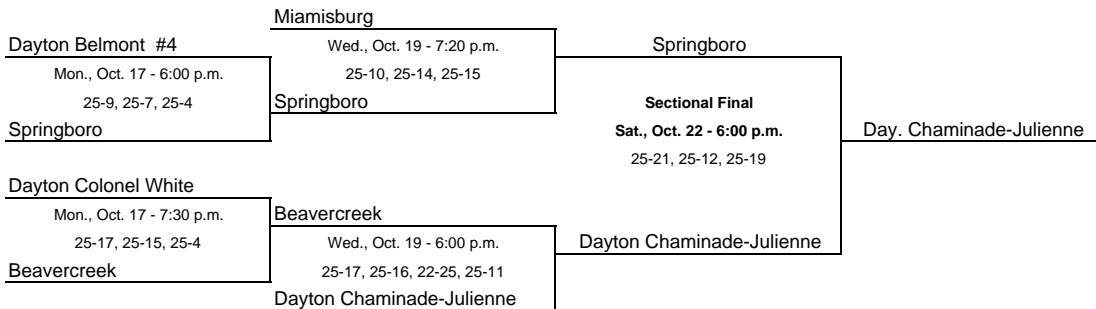 Miamisburg
Dayton Belmont  #4
Wed., Oct. 19 - 7:20 p.m.
Springboro
Mon., Oct. 17 - 6:00 p.m.
25-10, 25-14, 25-15
25-9, 25-7, 25-4
Springboro
Sectional Final
Springboro
Sat., Oct. 22 - 6:00 p.m.
Day. Chaminade-Julienne
25-21, 25-12, 25-19
Dayton Colonel White
Mon., Oct. 17 - 7:30 p.m.
Beavercreek
25-17, 25-15, 25-4
Wed., Oct. 19 - 6:00 p.m.
Dayton Chaminade-Julienne
Beavercreek
25-17, 25-16, 22-25, 25-11
Dayton Chaminade-Julienne